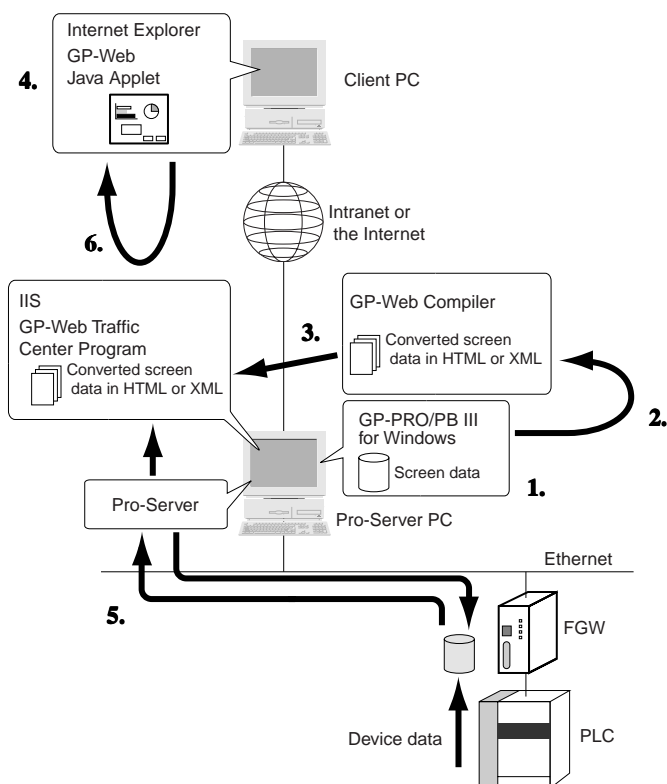 Internet Explorer
GP-Web
Java Applet
4.
Client PC
6.
Intranet or
the Internet
IIS
GP-Web Traffic
Center Program
Converted screen
data in HTML or XML
3.
GP-Web Compiler
Converted screen
data in HTML or XML
2.
GP-PRO/PB III
for Windows
Screen data
1.
Pro-Server
Pro-Server PC
Ethernet
5.
FGW
Device data
PLC